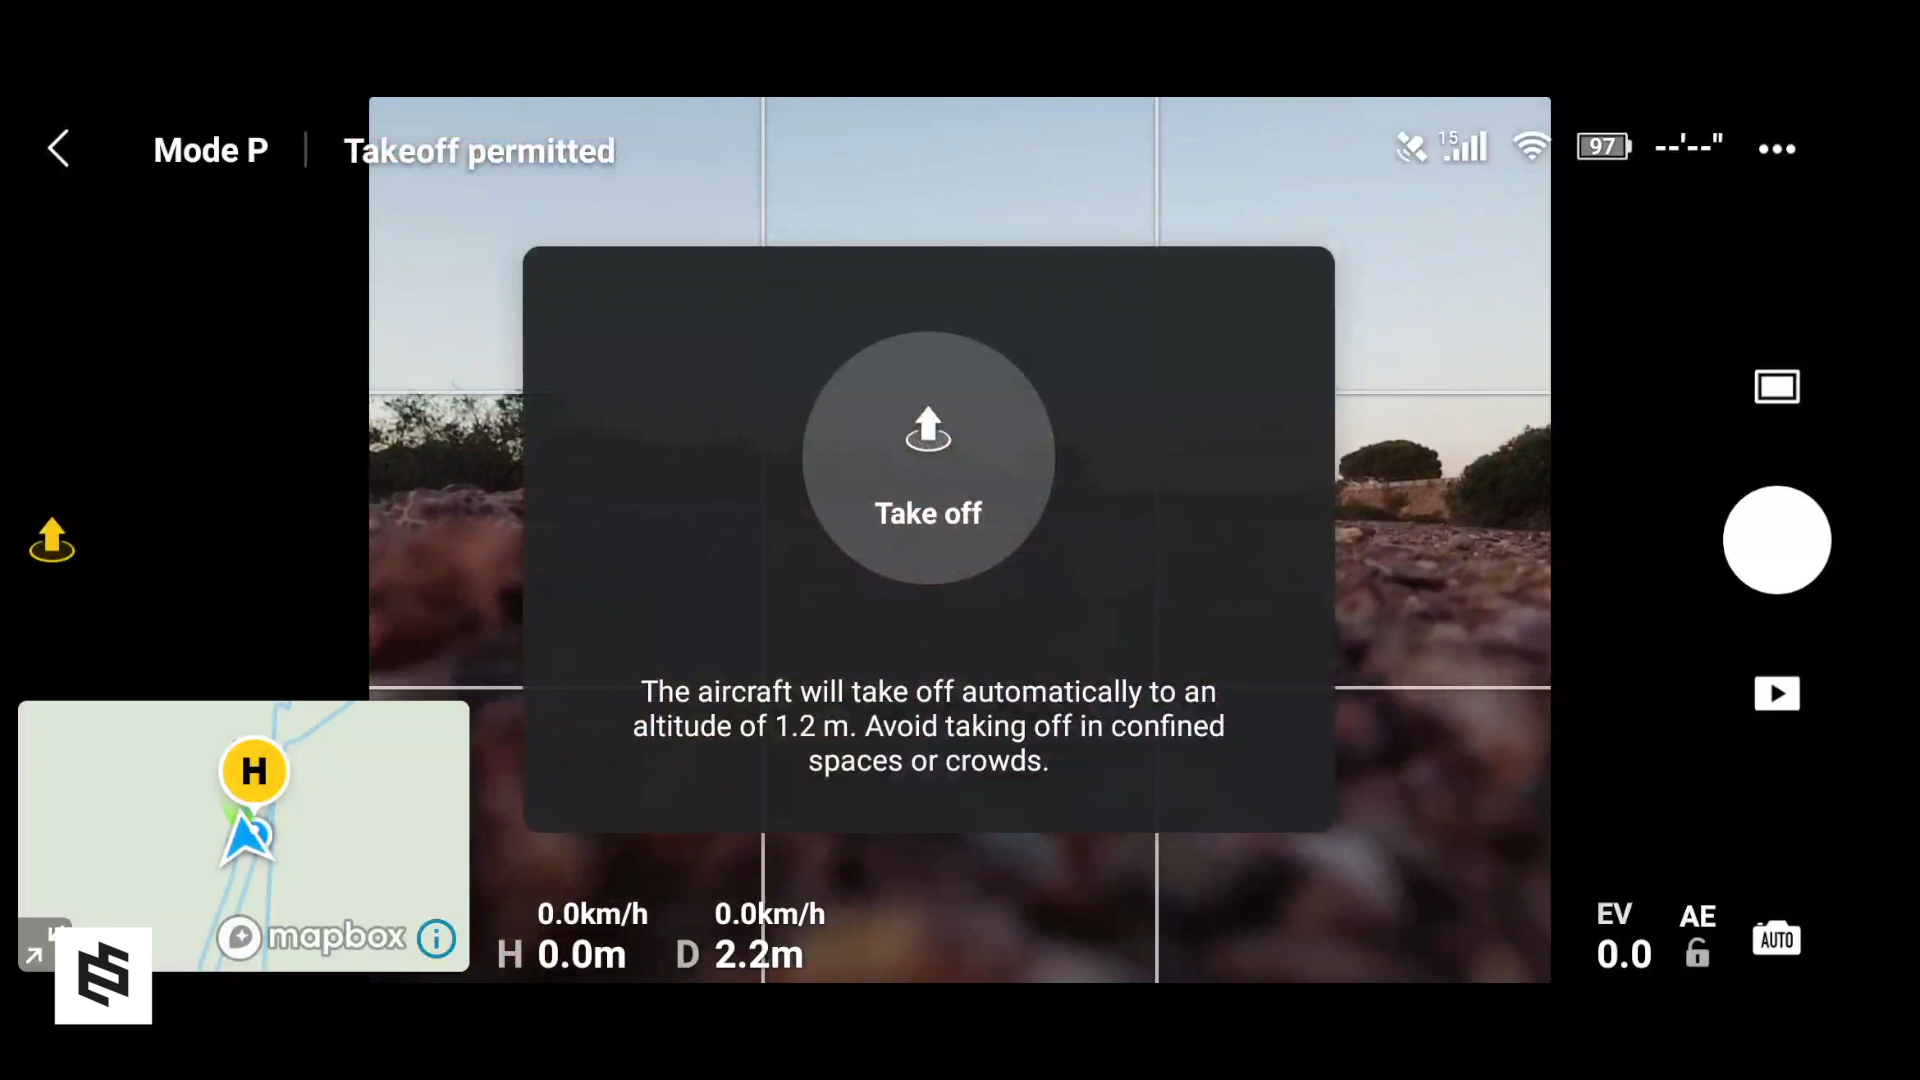 Mode P
Takeoff permitted
15
97
--'--"
Take off
The aircraft will take off automatically to an
altitude of 1.2 m. Avoid taking off in confined
spaces or crowds.
H
mapbox
i
0.0km/h
0.0km/h
H 0.0m
D 2.2m
EV
0.0
AE
AUTO